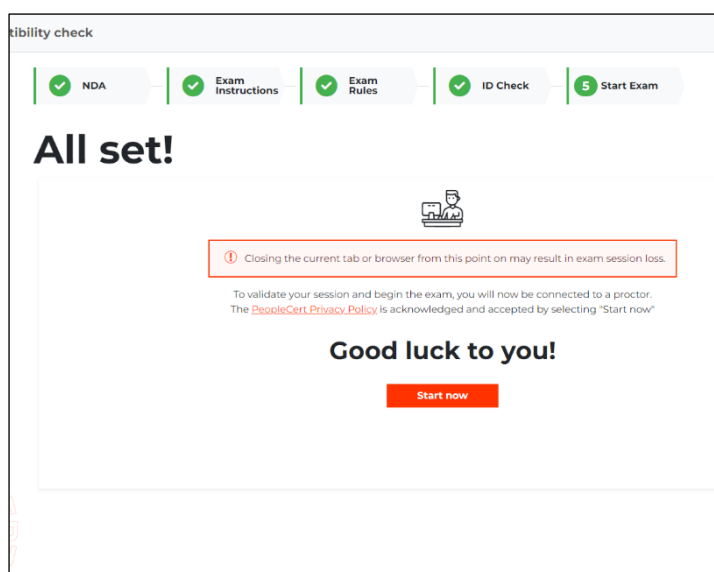 tibility check
NDA
Exam
Instructions
Exam
Rules
ID Check
5 Start Exam
All set!
Closing the current tab or browser from this point on may result in exam session loss.
To validate your session and begin the exam, you will now be connected to a proctor.
The PeopleCert Privacy Policy is acknowledged and accepted by selecting "Start now"
Good luck to you!
Start now